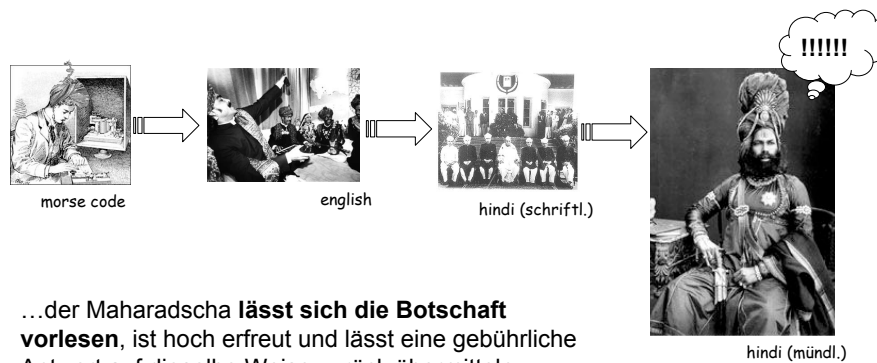 !!!!!!
morse code
english
hindi (schriftl.)
hindi (mündl.)
…der Maharadscha lässt sich die Botschaft
vorlesen, ist hoch erfreut und lässt eine gebührliche